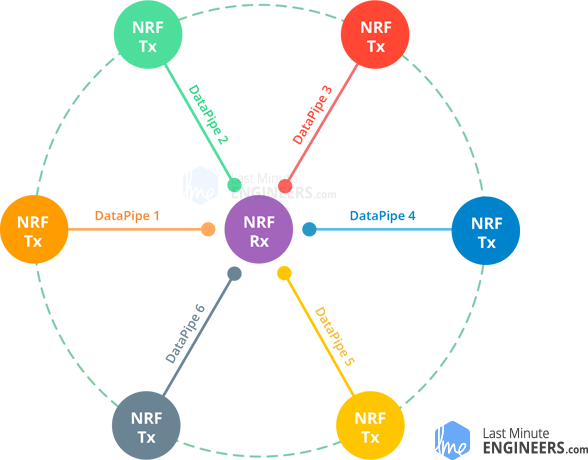 NRF
Tx
NRF
Tx
DataPipe 2
DataPipe 3
Last Minute
ENGINEERS.com
NRF
Tx
DataPipe 1
NRF
Rx
DataPipe 4
NRF
Tx
DataPipe 6
DataPipe 5
NRF
Tx
NRF
Tx
lme
Last Minute
ENGINEERS.com